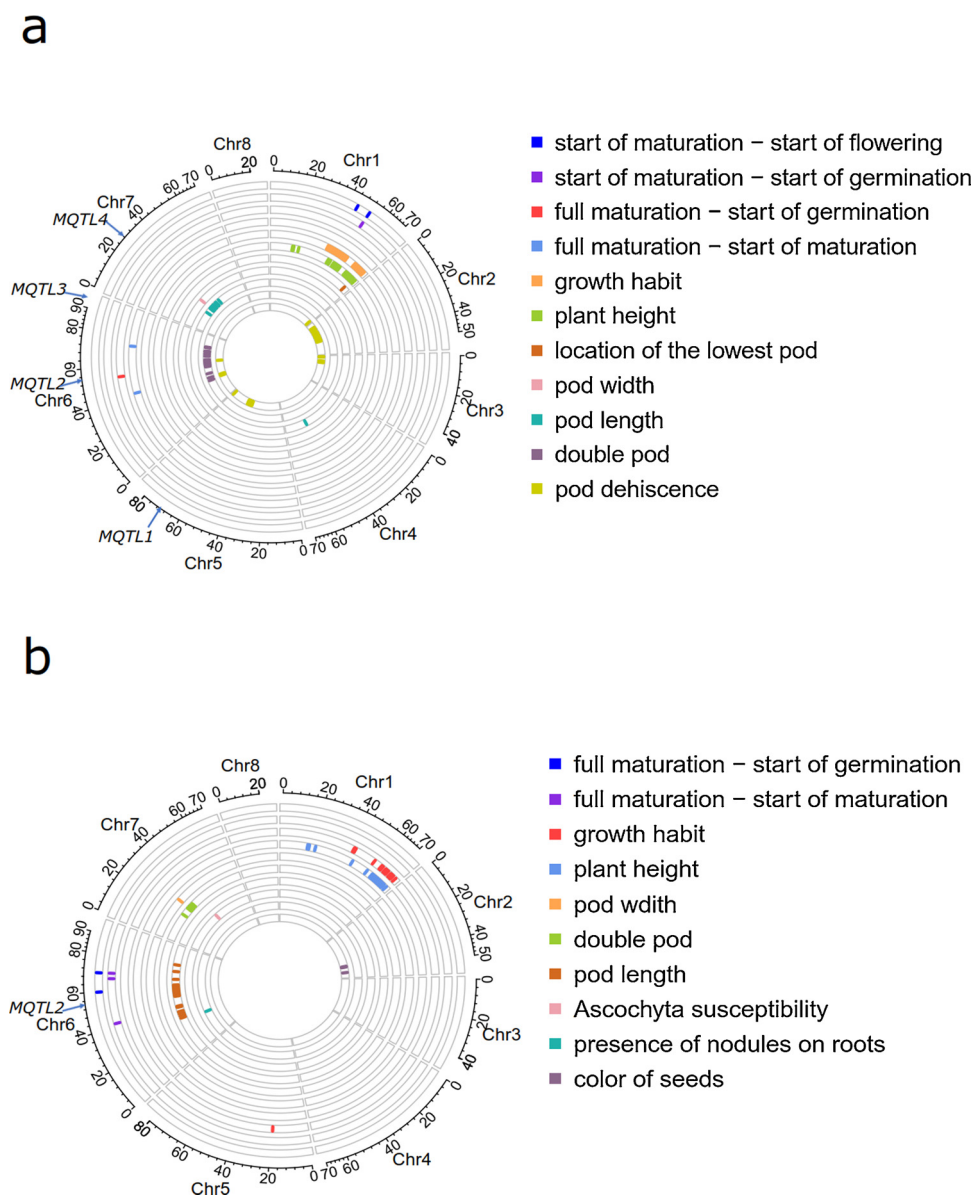 a
Chr8
0 20
Chr1
0 20 40 60 70
Chr2
0 20 40 50
Chr3
0 20 40
Chr4
0 40 60 70
Chr5
0 20 40 60 80
Chr6
0 20 40 60 80 90
Chr7
0 20 40 60 70
MQTL4
MQTL3
MQTL2
MQTL1
start of maturation − start of flowering
start of maturation − start of germination
full maturation − start of germination
full maturation − start of maturation
growth habit
plant height
location of the lowest pod
pod width
pod length
double pod
pod dehiscence
b
Chr8
0 20
Chr1
0 20 40 60 70
Chr2
0 20 40 50
Chr3
0 20 40
Chr4
0 20 40 60 70
Chr5
0 20 40 60 80
Chr6
0 20 40 60 80 90
Chr7
0 20 40 60 70
MQTL2
full maturation − start of germination
full maturation − start of maturation
growth habit
plant height
pod wdith
double pod
pod length
Ascochyta susceptibility
presence of nodules on roots
color of seeds